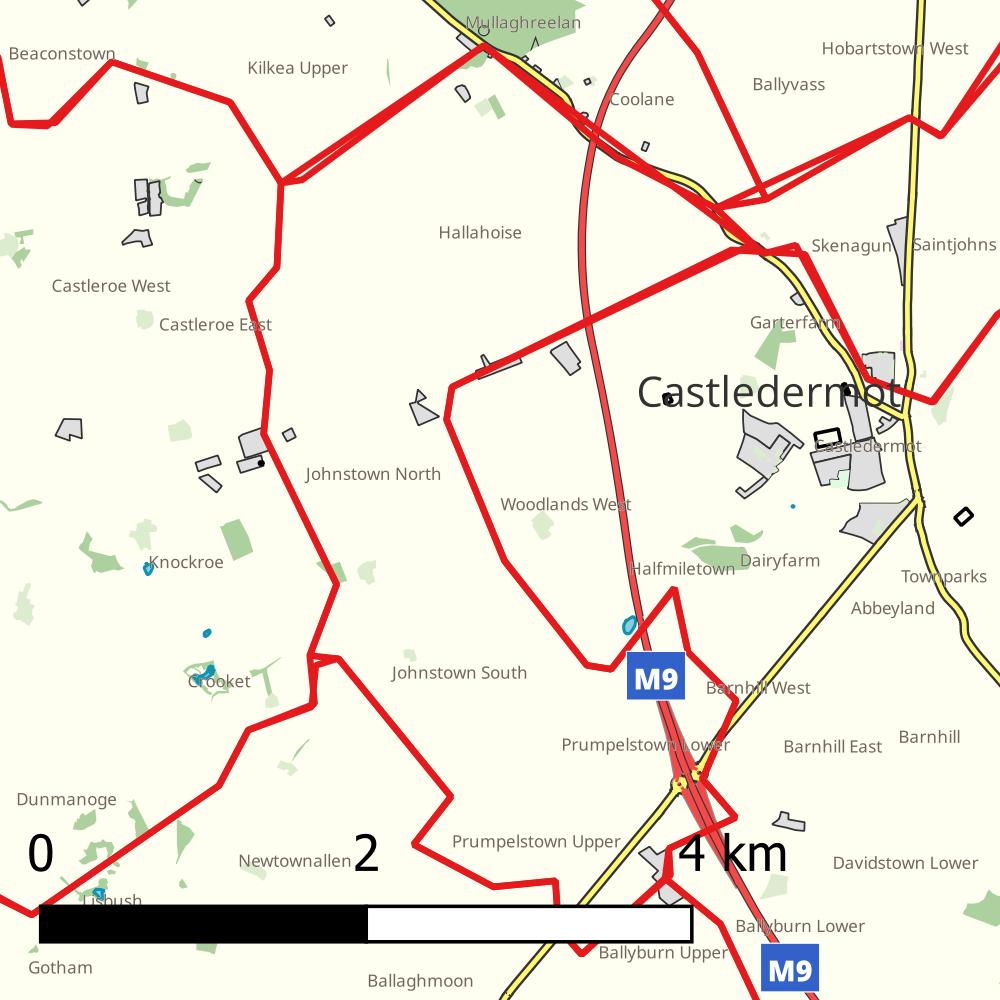 Mullaghreelan
Beaconstown
Hobartstown West
Kilkea Upper
Ballyvass
Coolane
Hallahoise
Skenagun
Saintjohns
Castleroe West
Castleroe East
Garterfarm
Castledermot
Castledermot
Johnstown North
Woodlands West
Knockroe
Halfmiletown
Dairyfarm
Townparks
Abbeyland
Johnstown South
Crooket
M9
Barnhill West
Prumpelstown Lower
Barnhill East
Barnhill
Dunmanoge
Prumpelstown Upper
0 2 4 km
Newtownallen
Davidstown Lower
Lisbush
Ballyburn Lower
Ballyburn Upper
Gotham
M9
Ballaghmoon